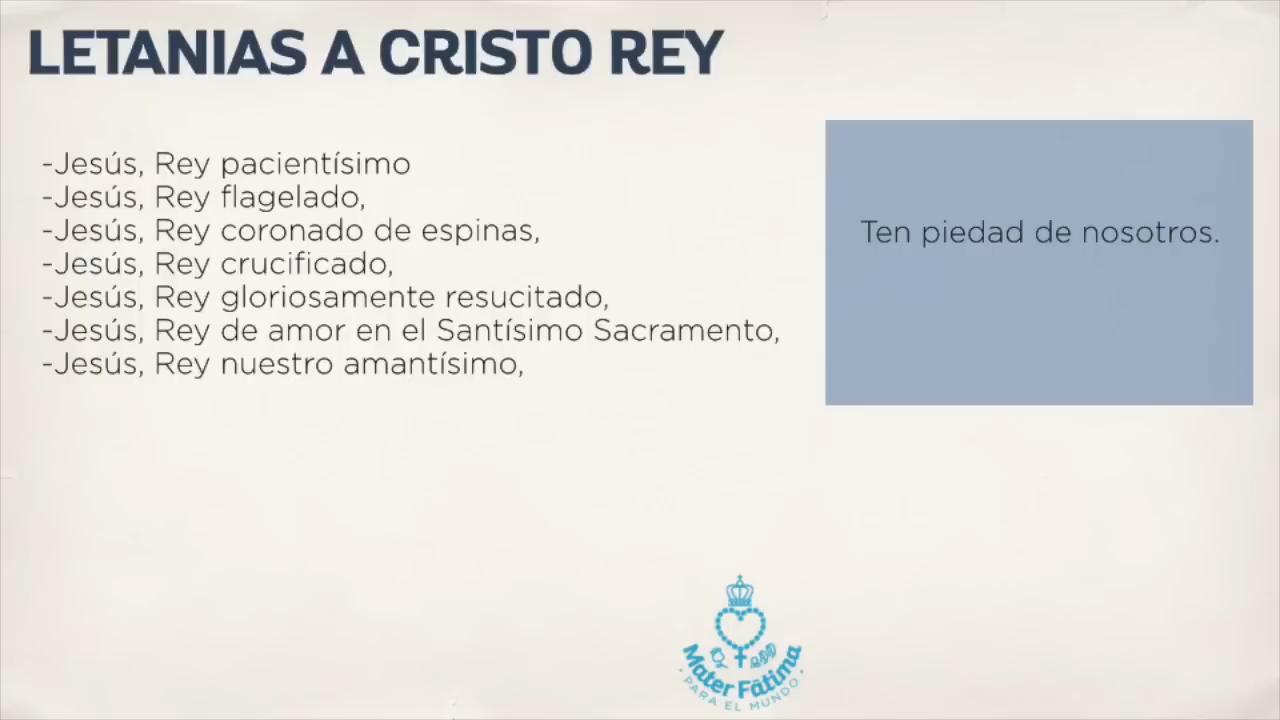 LETANIAS A CRISTO REY
-Jesús, Rey pacientísimo
-Jesús, Rey flagelado,
-Jesús, Rey coronado de espinas,
-Jesús, Rey crucificado,
-Jesús, Rey gloriosamente resucitado,
-Jesús, Rey de amor en el Santísimo Sacramento,
-Jesús, Rey nuestro amantísimo,
Ten piedad de nosotros.
Mater Fátima
· PARA EL MUNDO ·